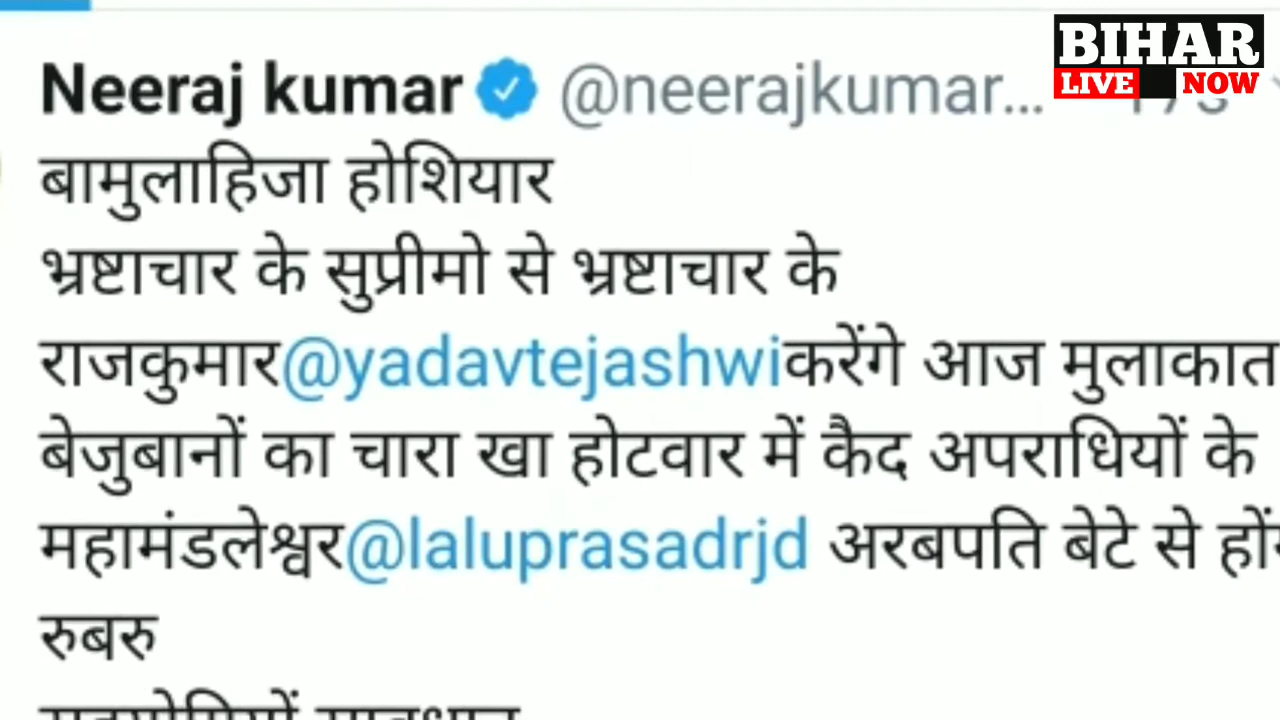 BIHAR
LIVE NOW
Neeraj kumar @neerajkumar...
बामुलाहिजा होशियार
भ्रष्टाचार के सुप्रीमो से भ्रष्टाचार के
राजकुमार@yadavtejashwiकरेंगे आज मुलाकात
बेजुबानों का चारा खा होटवार में कैद अपराधियों के
महामंडलेश्वर@laluprasadrjd अरबपति बेटे से
रुबरु